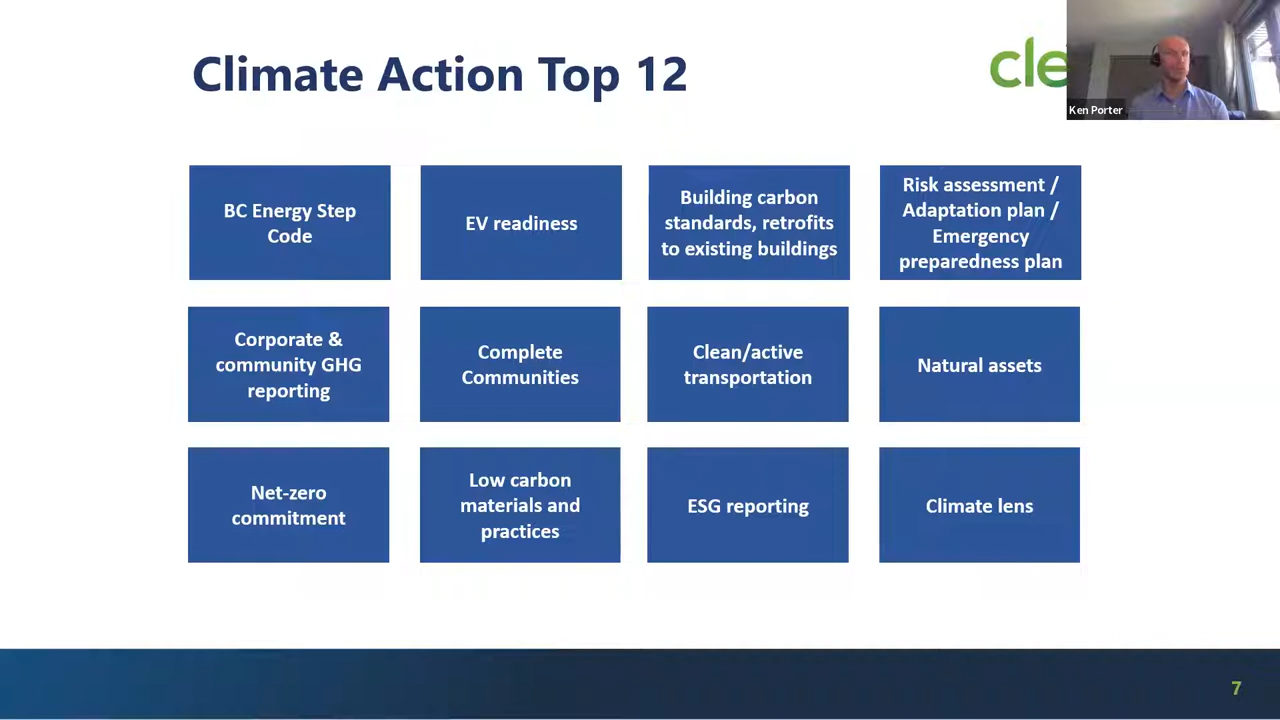 Climate Action Top 12
cle
Ken Porter
BC Energy Step
Code
EV readiness
Building carbon
standards, retrofits
to existing buildings
Risk assessment /
Adaptation plan /
Emergency
preparedness plan
Corporate &
community GHG
reporting
Complete
Communities
Clean/active
transportation
Natural assets
Net-zero
commitment
Low carbon
materials and
practices
ESG reporting
Climate lens
7